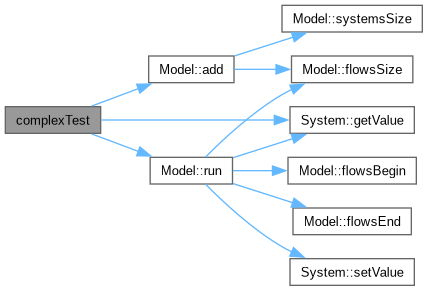 complexTest
Model::add
Model::run
Model::systemsSize
Model::flowsSize
System::getValue
Model::flowsBegin
Model::flowsEnd
System::setValue